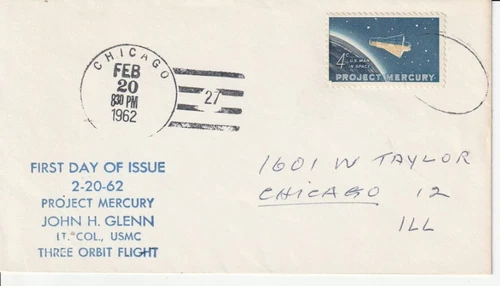 CHICAGO
FEB
20
830 PM
1962
27
4¢
U.S. MAN
IN SPACE
PROJECT MERCURY
FIRST DAY OF ISSUE
2-20-62
PROJECT MERCURY
JOHN H. GLENN
LT. COL., USMC
THREE ORBIT FLIGHT
1601 W TAYLOR
CHICAGO 12
ILL